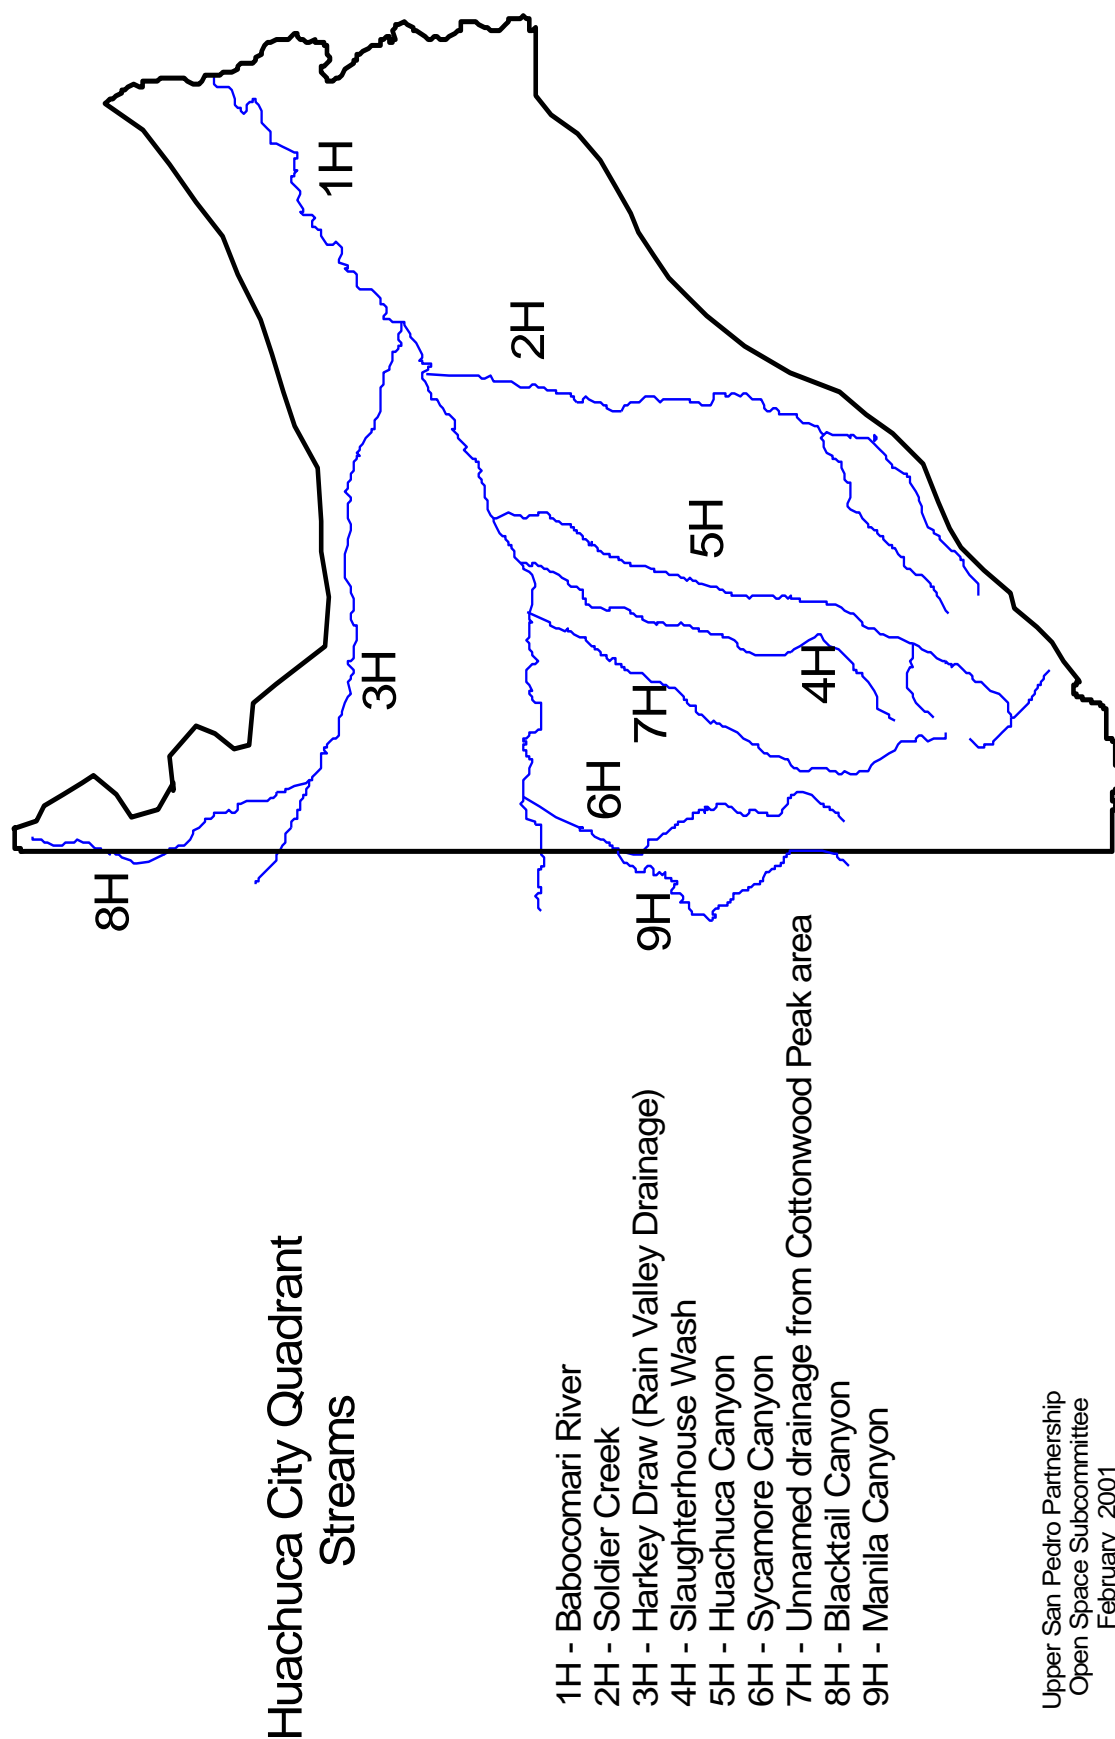 Huachuca City Quadrant
Streams
1H - Babocomari River
2H - Soldier Creek
3H - Harkey Draw (Rain Valley Drainage)
4H - Slaughterhouse Wash
5H - Huachuca Canyon
6H - Sycamore Canyon
7H - Unnamed drainage from Cottonwood Peak area
8H - Blacktail Canyon
9H - Manila Canyon
Upper San Pedro Partnership
Open Space Subcommittee
February, 2001
8H
3H
1H
2H
9H
6H
7H
5H
4H